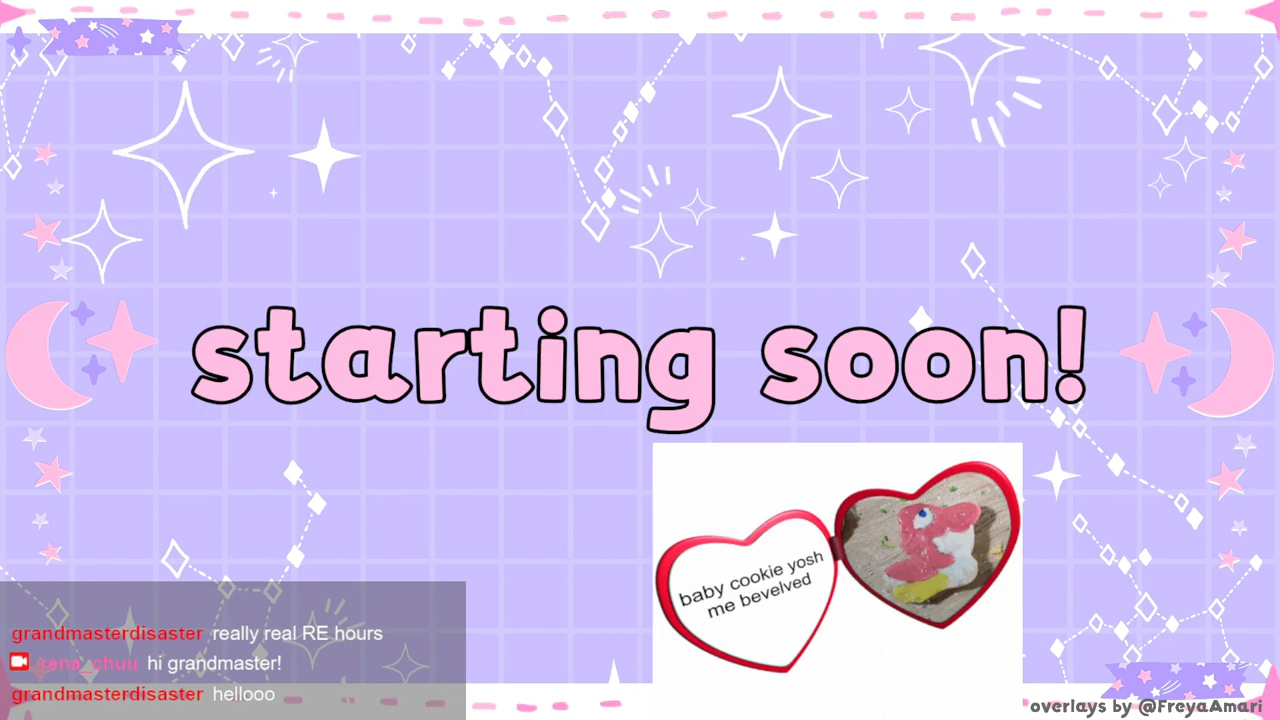 starting soon!
baby cookie yosh
me bevelved
grandmasterdisaster really real RE hours
rena_chuu hi grandmaster!
grandmasterdisaster hellooo
overlays by @FreyaAmari